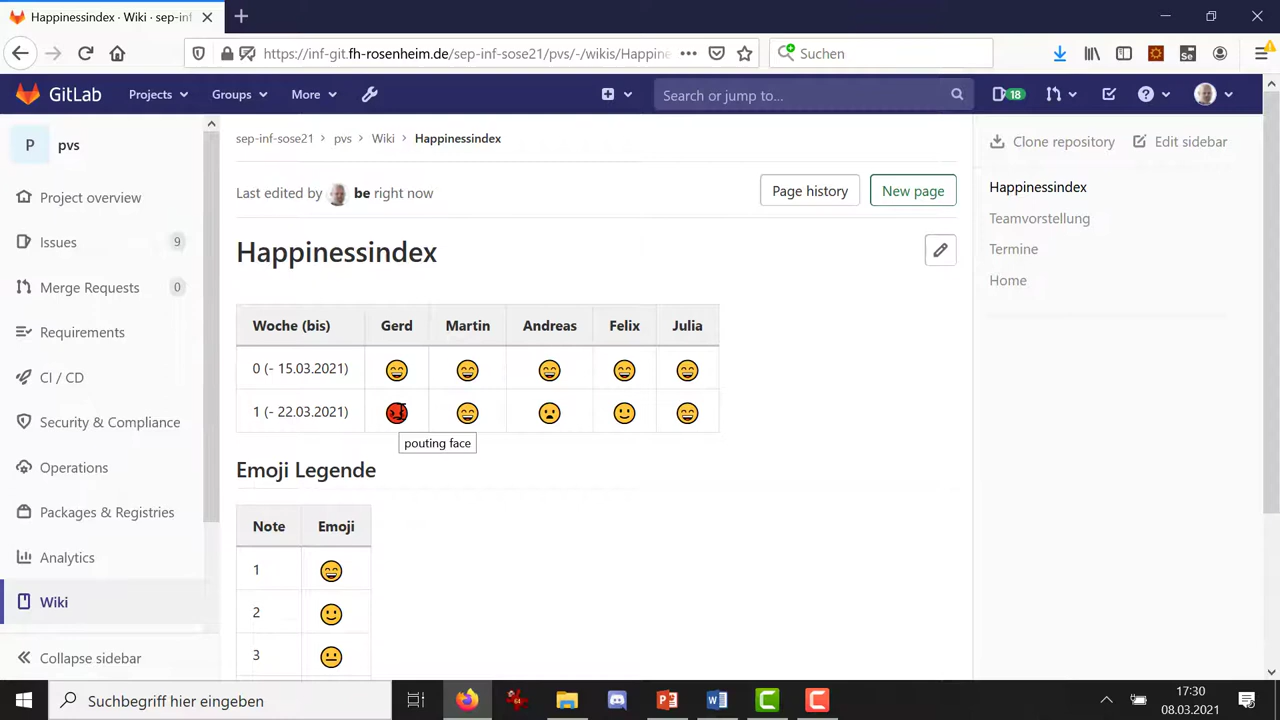 Happinessindex · Wiki · sep-inf
https://inf-git.fh-rosenheim.de/sep-inf-sose21/pvs/-/wikis/Happine
Suchen
GitLab
Projects
Groups
More
Search or jump to...
18
P
pvs
Project overview
Issues
9
Merge Requests
0
Requirements
CI / CD
Security & Compliance
Operations
Packages & Registries
Analytics
Wiki
Collapse sidebar
sep-inf-sose21 › pvs › Wiki › Happinessindex
Last edited by be right now
Page history
New page
Happinessindex
Woche (bis) Gerd Martin Andreas Felix Julia
0 (- 15.03.2021) 😄 😄 😄 😄 😄
1 (- 22.03.2021) 😡 😄 😦 🙂 😄
pouting face
Emoji Legende
Note Emoji
1 😄
2 🙂
3 😐
Clone repository
Edit sidebar
Happinessindex
Teamvorstellung
Termine
Home
Suchbegriff hier eingeben
17:30
08.03.2021